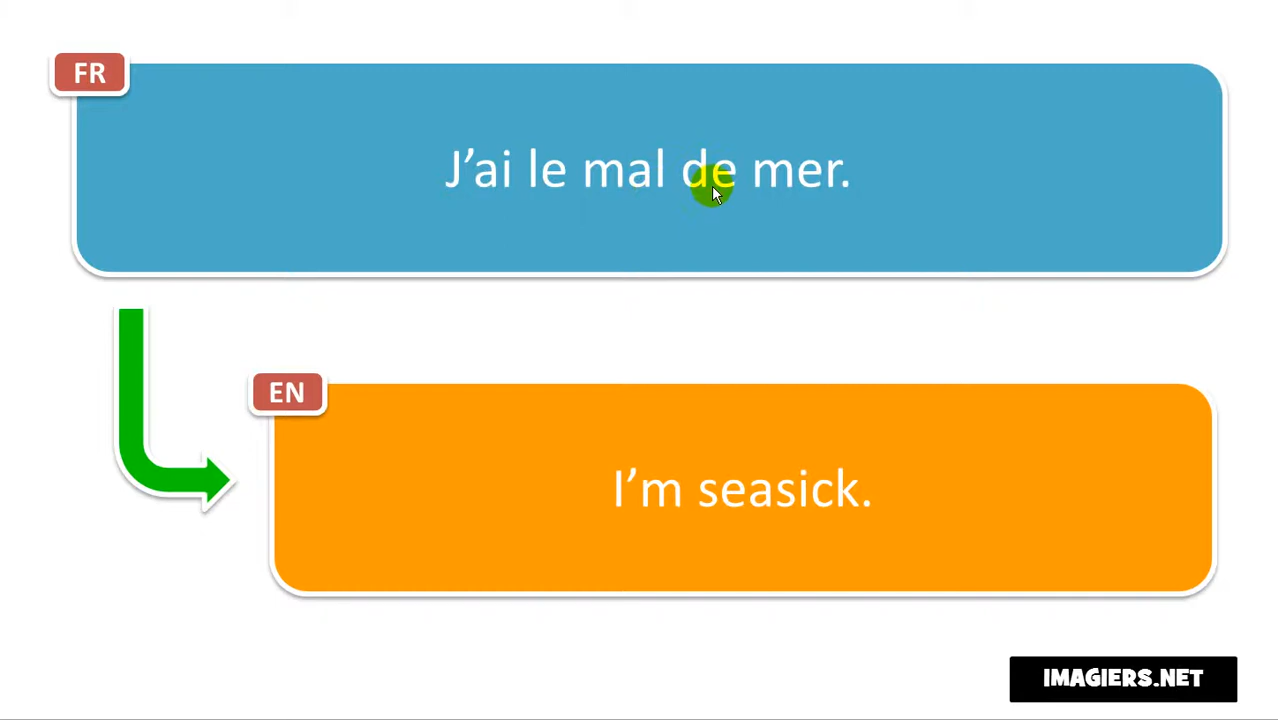 FR
J’ai le mal de mer.
EN
I’m seasick.
IMAGIERS.NET